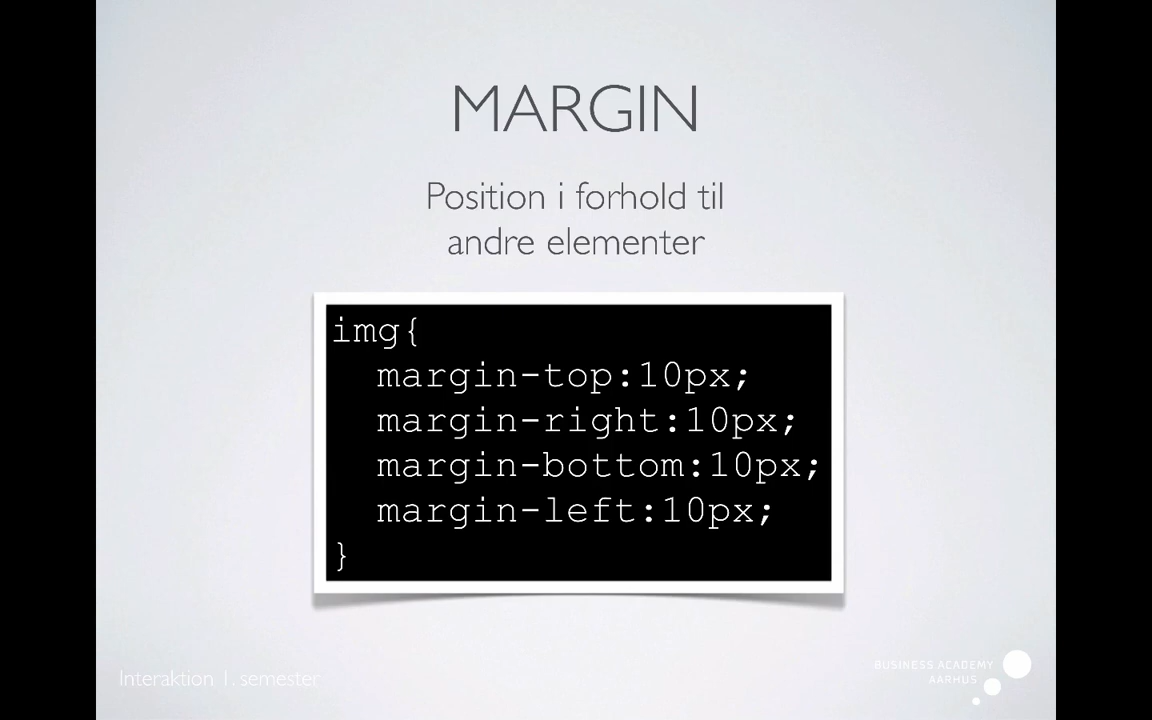 MARGIN
Position i forhold til
andre elementer
img{
  margin-top:10px;
  margin-right:10px;
  margin-bottom:10px;
  margin-left:10px;
}
Interaktion 1. semester
BUSINESS ACADEMY
AARHUS